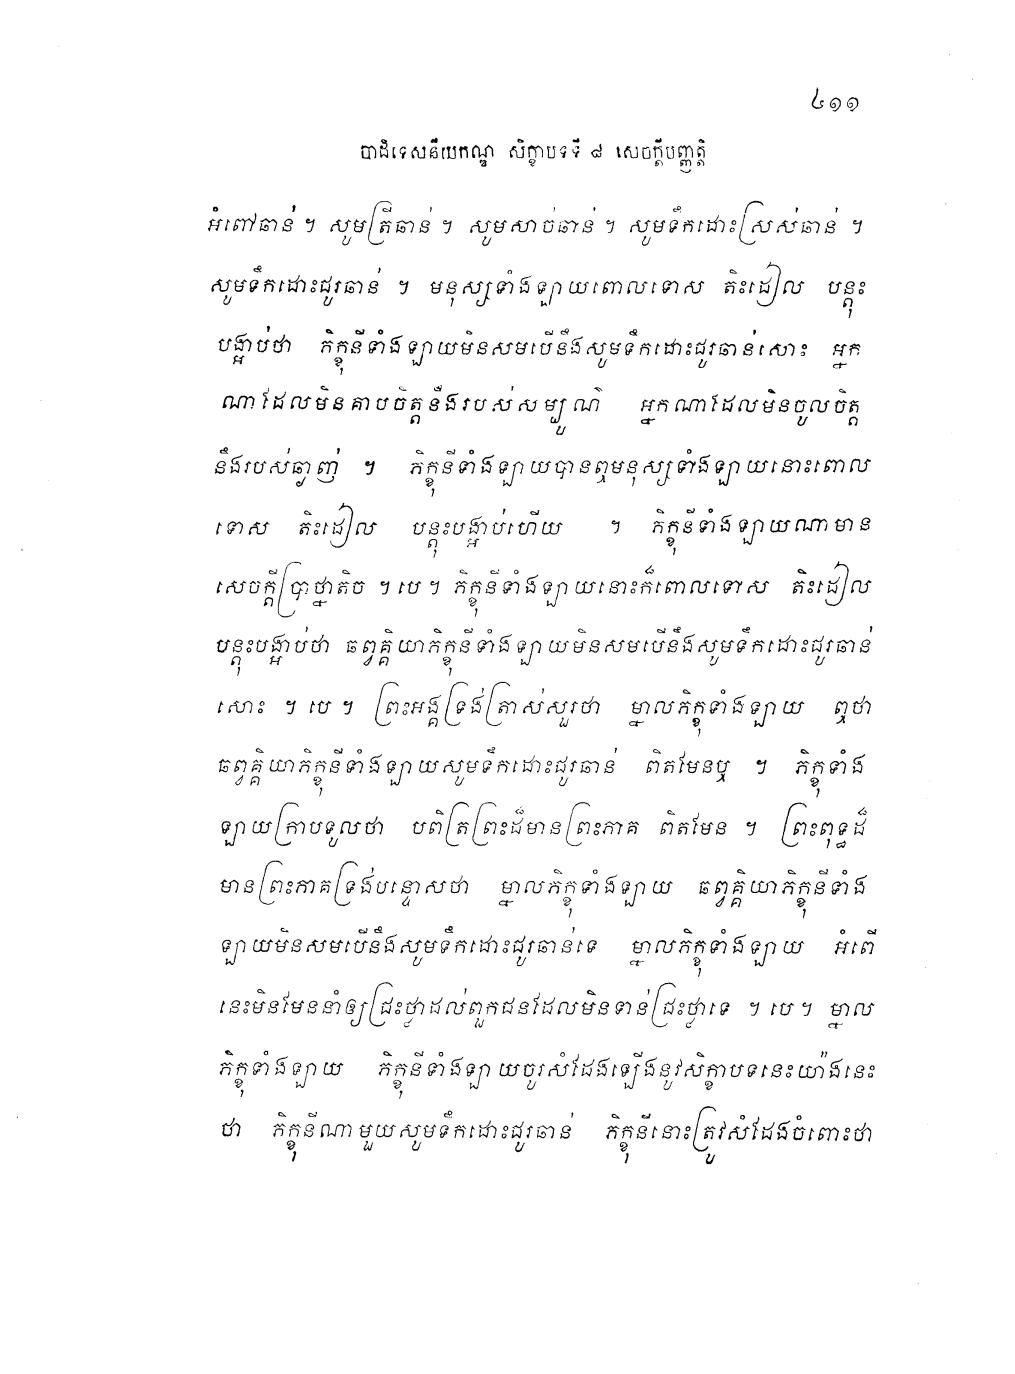 ៤១១
បាដិទេសនីយកណ្ឌ សិក្ខាបទទី ៨ សេចក្តីបញ្ញត្តិ
អំពៅឆាន់ ។ សូមត្រីឆាន់ ។ សូមសាច់ឆាន់ ។ សូមទឹកដោះស្រស់ឆាន់ ។
សូមទឹកដោះជូរឆាន់ ។ មនុស្សទាំងឡាយពោលទោស តិះដៀល បន្តុះ
បង្អាប់ថា ភិក្ខុនីទាំងឡាយមិនសមបើនឹងសូមទឹកដោះជូរឆាន់សោះ អ្នក
ណាដែលមិនគាប់ចិត្តនឹងរបស់សម្បូណ៌ អ្នកណាដែលមិនចូលចិត្ត
នឹងរបស់ឆ្ងាញ់ ។ ភិក្ខុនីទាំងឡាយបានឮមនុស្សទាំងឡាយនោះពោល
ទោស តិះដៀល បន្តុះបង្អាប់ហើយ ។ ភិក្ខុនីទាំងឡាយណាមាន
សេចក្តីប្រាថ្នាតិច ។ បេ ។ ភិក្ខុនីទាំងឡាយនោះក៏ពោលទោស តិះដៀល
បន្តុះបង្អាប់ថា ឆព្វគ្គិយាភិក្ខុនីទាំងឡាយមិនសមបើនឹងសូមទឹកដោះជូរឆាន់
សោះ ។ បេ ។ ព្រះអង្គទ្រង់ត្រាស់សួរថា ម្នាលភិក្ខុទាំងឡាយ ឮថា
ឆព្វគ្គិយាភិក្ខុនីទាំងឡាយសូមទឹកដោះជូរឆាន់ ពិតមែនឬ ។ ភិក្ខុទាំង
ឡាយក្រាបទូលថា បពិត្រព្រះដ៏មានព្រះភាគ ពិតមែន ។ ព្រះពុទ្ធដ៏
មានព្រះភាគទ្រង់បន្ទោសថា ម្នាលភិក្ខុទាំងឡាយ ឆព្វគ្គិយាភិក្ខុនីទាំង
ឡាយមិនសមបើនឹងសូមទឹកដោះជូរឆាន់ទេ ម្នាលភិក្ខុទាំងឡាយ អំពើ
នេះមិនមែននាំឲ្យជ្រះថ្លាដល់ពួកជនដែលមិនទាន់ជ្រះថ្លាទេ ។ បេ ។ ម្នាល
ភិក្ខុទាំងឡាយ ភិក្ខុនីទាំងឡាយចូរសំដែងឡើងនូវសិក្ខាបទនេះយ៉ាងនេះ
ថា ភិក្ខុនីណាមួយសូមទឹកដោះជូរឆាន់ ភិក្ខុនីនោះត្រូវសំដែងចំពោះថា